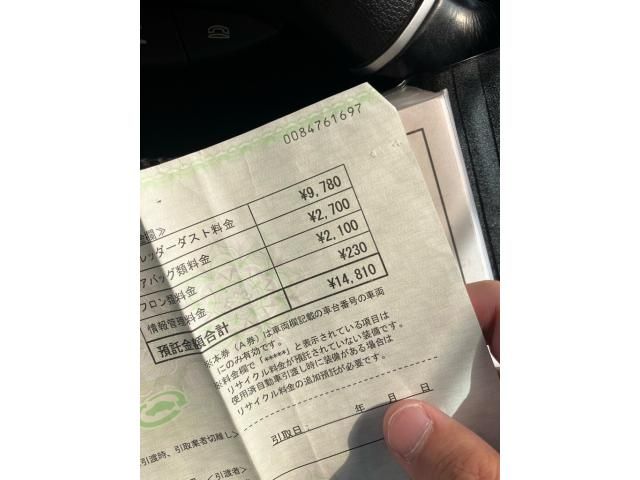 0084761697
金額≫
ッダーダスト料金 ¥9,780
アバッグ類料金 ¥2,700
フロン類料金 ¥2,100
情報管理料金 ¥230
預託金額合計 ¥14,810
※本券（A券）は車両欄記載の車台番号の車両
にのみ有効です。
※料金欄で「*****」と表示されている項目は
リサイクル料金が預託されていない装備です。
使用済自動車引渡し時に装備がある場合は
リサイクル料金の追加預託が必要です。
引取日： 年 月 日
引渡時、引取業者切離し＞
＜引渡者＞